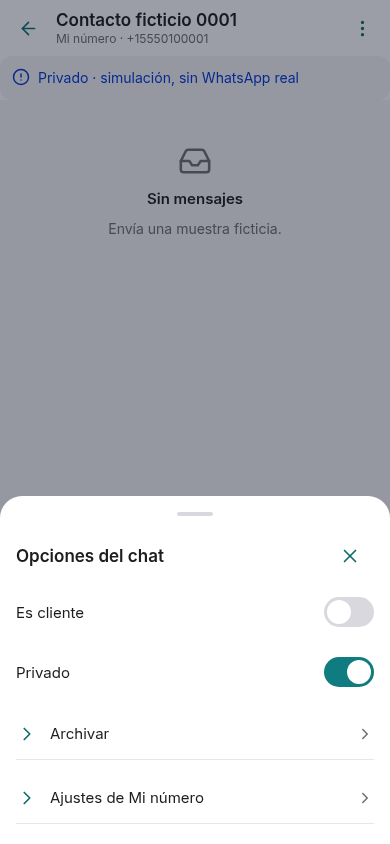 Contacto ficticio 0001
Mi número · +15550100001
Privado · simulación, sin WhatsApp real
Sin mensajes
Envía una muestra ficticia.
Opciones del chat
Es cliente
Privado
Archivar
Ajustes de Mi número